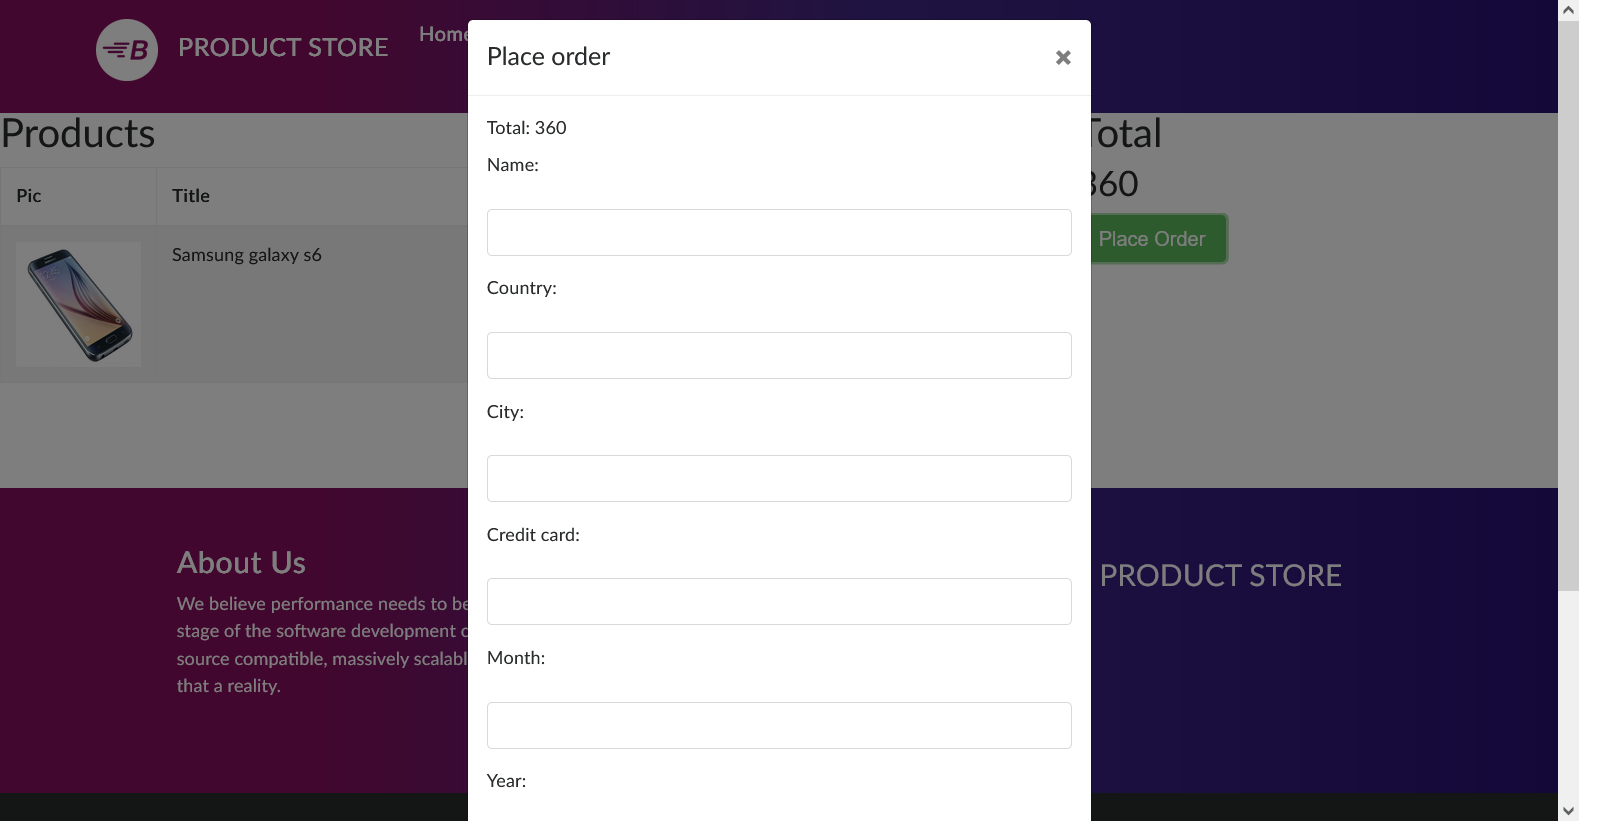 B PRODUCT STORE
Home
Place order
×
Products
Pic
Title
Samsung galaxy s6
Total: 360
Name:
Country:
City:
Credit card:
Month:
Year:
Total
360
Place Order
About Us
We believe performance needs to be
stage of the software development
source compatible, massively scalabl
that a reality.
PRODUCT STORE